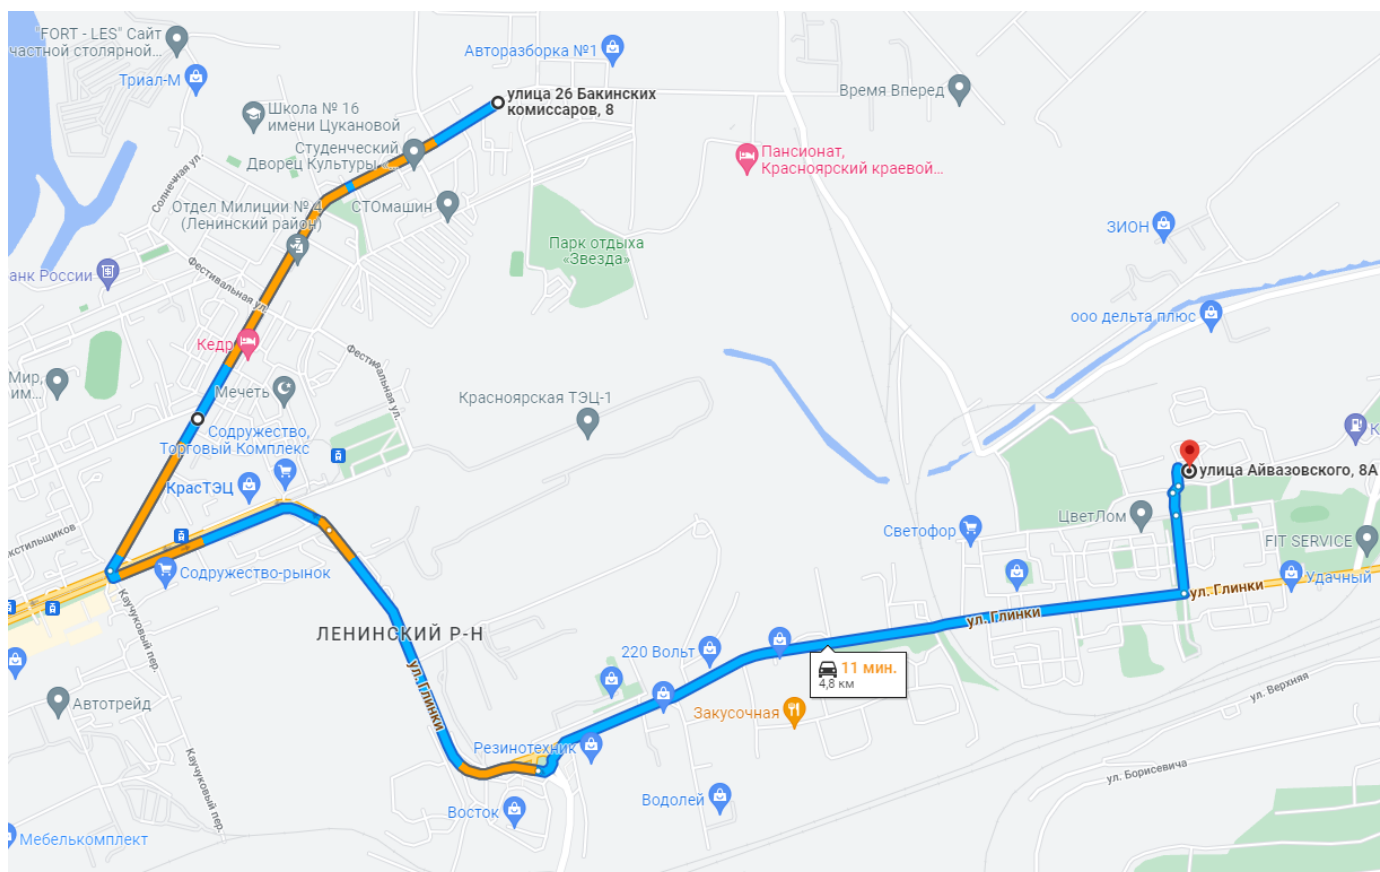 "FORT - LES" Сайт
частной столярной...
Триал-М
Авторазборка №1
улица 26 Бакинских
комиссаров, 8
Время Вперед
Школа № 16
имени Цукановой
Студенческий
Дворец Культуры «...
Пансионат,
Красноярский краевой...
Солнечная ул.
Отдел Милиции № 4
(Ленинский район)
СТОмашин
ЗИОН
Парк отдыха
«Звезда»
анк России
Фестивальная ул.
ооо дельта плюс
Кедр
Фестивальная ул.
Мир,
им...
Мечеть
Красноярская ТЭЦ-1
Содружество,
Торговый Комплекс
К
улица Айвазовского, 8А
КрасТЭЦ
ЦветЛом
Светофор
FIT SERVICE
кстильщиков
Содружество-рынок
Удачный
ул. Глинки
ул. Глинки
Каучуковый пер.
ЛЕНИНСКИЙ Р-Н
220 Вольт
11 мин.
4,8 км
ул. Глинки
ул. Верхняя
Автотрейд
Закусочная
Резинотехник
Каучуковый пер.
ул. Борисевича
Водолей
Восток
Мебелькомплект